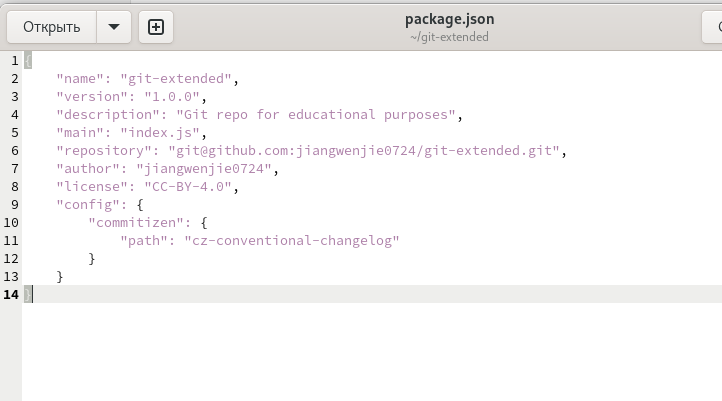 Открыть
package.json
~/git-extended
1 {
2     "name": "git-extended",
3     "version": "1.0.0",
4     "description": "Git repo for educational purposes",
5     "main": "index.js",
6     "repository": "git@github.com:jiangwenjie0724/git-extended.git",
7     "author": "jiangwenjie0724",
8     "license": "CC-BY-4.0",
9     "config": {
10         "commitizen": {
11             "path": "cz-conventional-changelog"
12         }
13     }
14 }